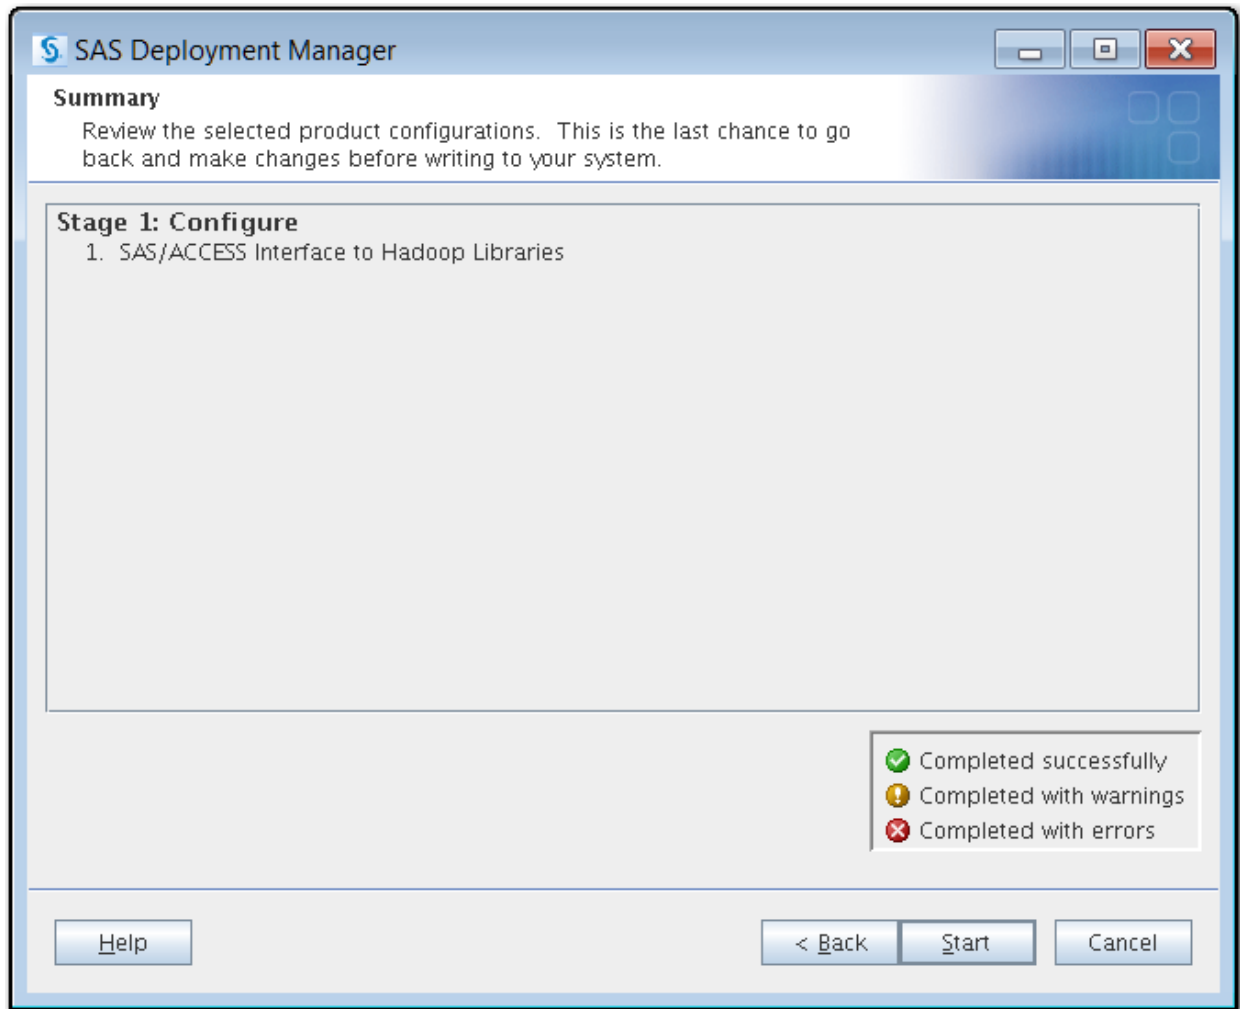 SAS Deployment Manager
Summary
Review the selected product configurations. This is the last chance to go
back and make changes before writing to your system.
Stage 1: Configure
1. SAS/ACCESS Interface to Hadoop Libraries
Completed successfully
Completed with warnings
Completed with errors
Help
< Back
Start
Cancel